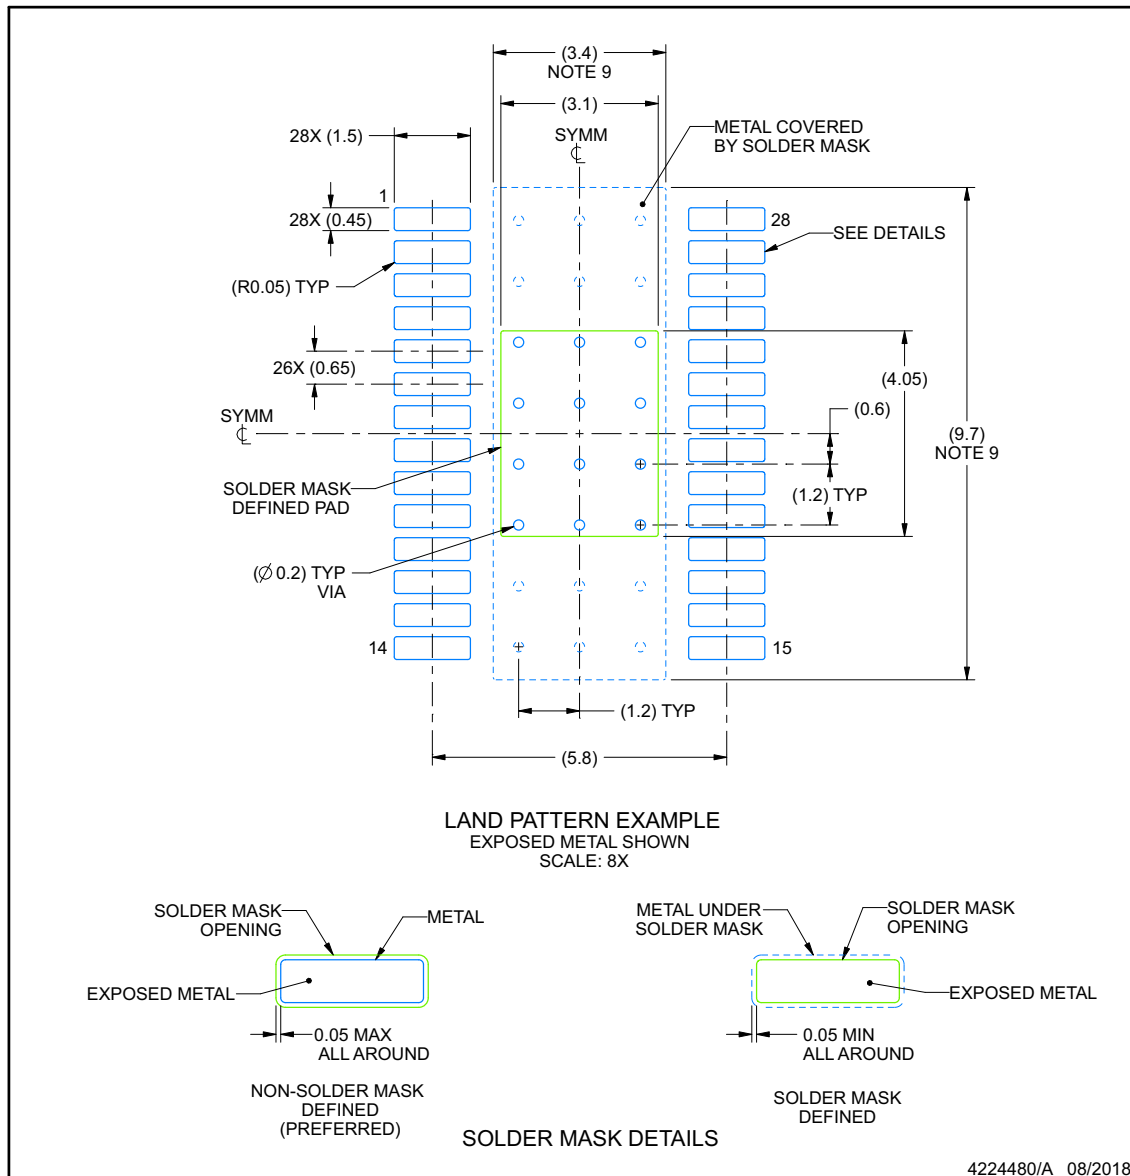 (3.4)
NOTE 9
(3.1)
SYMM
℄
METAL COVERED
BY SOLDER MASK
28X (1.5)
1
28X (0.45)
28
SEE DETAILS
(R0.05) TYP
26X (0.65)
(4.05)
(0.6)
SYMM
℄
(9.7)
NOTE 9
SOLDER MASK
DEFINED PAD
(1.2) TYP
(Ø 0.2) TYP
VIA
14
15
(1.2) TYP
(5.8)
LAND PATTERN EXAMPLE
EXPOSED METAL SHOWN
SCALE: 8X
SOLDER MASK
OPENING
METAL
EXPOSED METAL
0.05 MAX
ALL AROUND
NON-SOLDER MASK
DEFINED
(PREFERRED)
METAL UNDER
SOLDER MASK
SOLDER MASK
OPENING
EXPOSED METAL
0.05 MIN
ALL AROUND
SOLDER MASK
DEFINED
SOLDER MASK DETAILS
4224480/A 08/2018